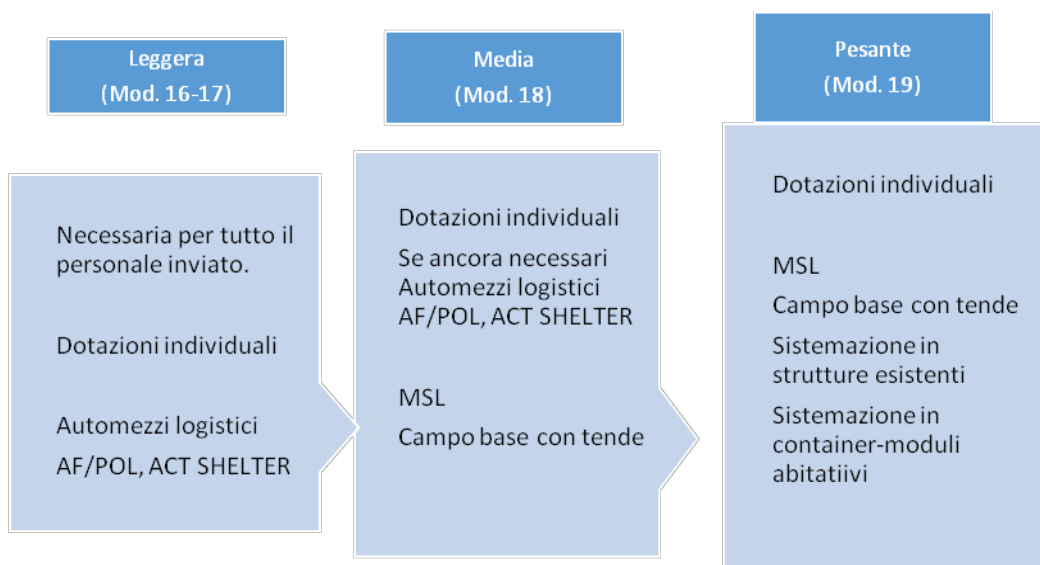 Leggera
(Mod. 16-17)
Necessaria per tutto il
personale inviato.
Dotazioni individuali
Automezzi logistici
AF/POL, ACT SHELTER
Media
(Mod. 18)
Dotazioni individuali
Se ancora necessari
Automezzi logistici
AF/POL, ACT SHELTER
MSL
Campo base con tende
Pesante
(Mod. 19)
Dotazioni individuali
MSL
Campo base con tende
Sistemazione in
strutture esistenti
Sistemazione in
container-moduli
abitatiivi